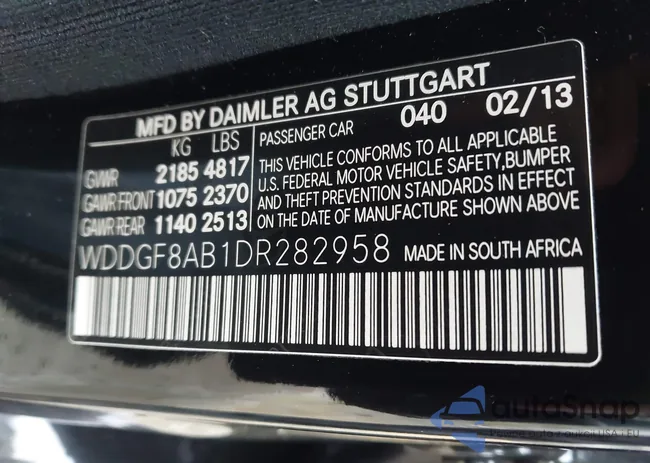 MFD BY DAIMLER AG STUTTGART
KG LBS
GVWR 2185 4817
GAWR FRONT 1075 2370
GAWR REAR 1140 2513
PASSENGER CAR 040 02/13
THIS VEHICLE CONFORMS TO ALL APPLICABLE
U.S. FEDERAL MOTOR VEHICLE SAFETY,BUMPER
AND THEFT PREVENTION STANDARDS IN EFFECT
ON THE DATE OF MANUFACTURE SHOWN ABOVE
WDDGF8AB1DR282958 MADE IN SOUTH AFRICA
autoSnap